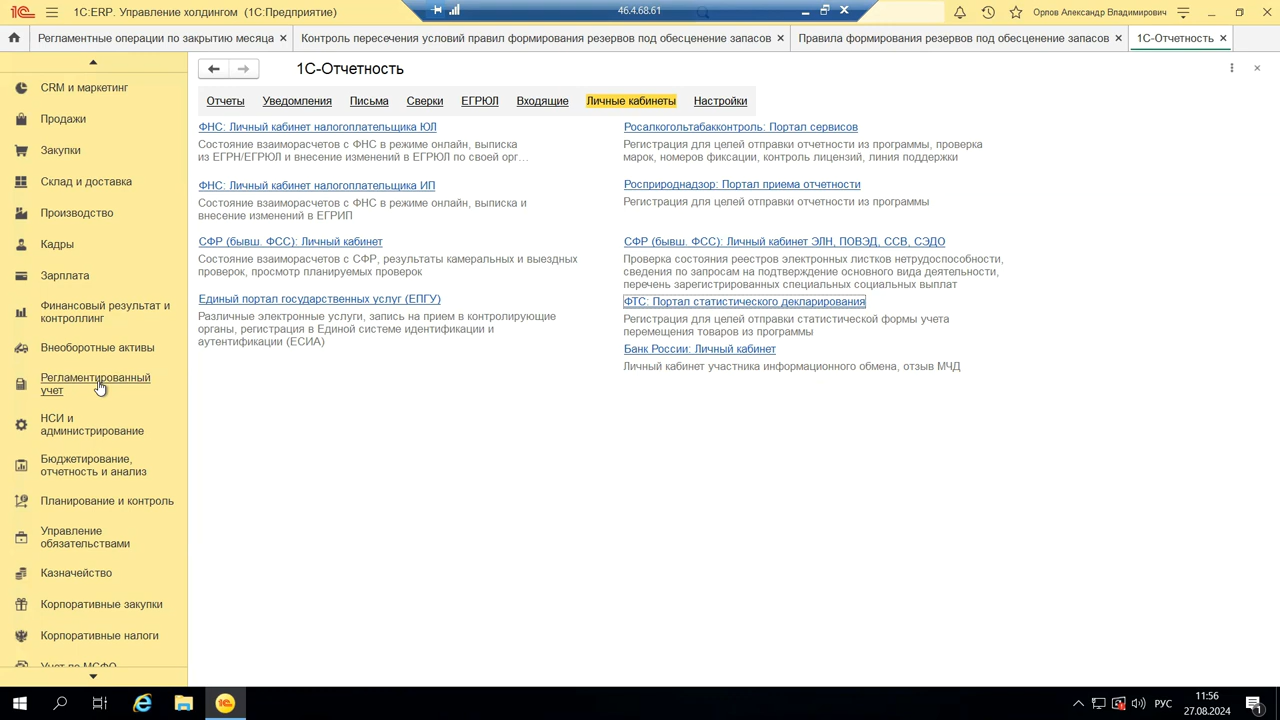 1С:ERP. Управление холдингом (1С:Предприятие)
46.4.68.61
Орлов Александр Владимирович
Регламентные операции по закрытию месяца
Контроль пересечения условий правил формирования резервов под обесценение запасов
Правила формирования резервов под обесценение запасов
1С-Отчетность
CRM и маркетинг
Продажи
Закупки
Склад и доставка
Производство
Кадры
Зарплата
Финансовый результат и
контроллинг
Внеоборотные активы
Регламентированный
учет
НСИ и
администрирование
Бюджетирование,
отчетность и анализ
Планирование и контроль
Управление
обязательствами
Казначейство
Корпоративные закупки
Корпоративные налоги
Учет по МСФО
1С-Отчетность
Отчеты
Уведомления
Письма
Сверки
ЕГРЮЛ
Входящие
Личные кабинеты
Настройки
ФНС: Личный кабинет налогоплательщика ЮЛ
Состояние взаиморасчетов с ФНС в режиме онлайн, выписка
из ЕГРН/ЕГРЮЛ и внесение изменений в ЕГРЮЛ по своей орг…
ФНС: Личный кабинет налогоплательщика ИП
Состояние взаиморасчетов с ФНС в режиме онлайн, выписка и
внесение изменений в ЕГРИП
СФР (бывш. ФСС): Личный кабинет
Состояние взаиморасчетов с СФР, результаты камеральных и выездных
проверок, просмотр планируемых проверок
Единый портал государственных услуг (ЕПГУ)
Различные электронные услуги, запись на прием в контролирующие
органы, регистрация в Единой системе идентификации и
аутентификации (ЕСИА)
Росалкогольтабакконтроль: Портал сервисов
Регистрация для целей отправки отчетности из программы, проверка
марок, номеров фиксации, контроль лицензий, линия поддержки
Росприроднадзор: Портал приема отчетности
Регистрация для целей отправки отчетности из программы
СФР (бывш. ФСС): Личный кабинет ЭЛН, ПОВЭД, ССВ, СЭДО
Проверка состояния реестров электронных листков нетрудоспособности,
сведения по запросам на подтверждение основного вида деятельности,
перечень зарегистрированных специальных социальных выплат
ФТС: Портал статистического декларирования
Регистрация для целей отправки статистической формы учета
перемещения товаров из программы
Банк России: Личный кабинет
Личный кабинет участника информационного обмена, отзыв МЧД
РУС
11:56
27.08.2024
1